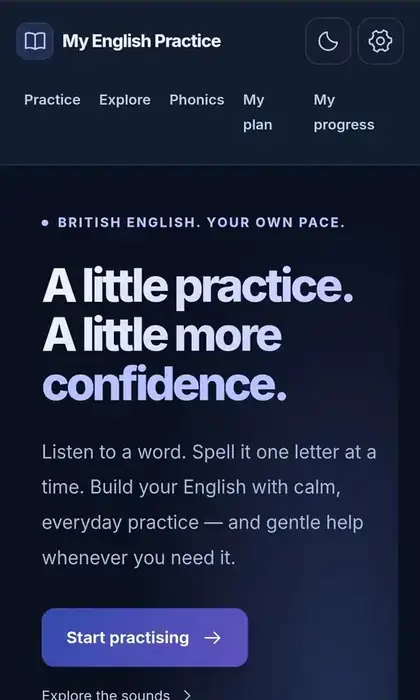 My English Practice
Practice Explore Phonics My plan My progress
BRITISH ENGLISH. YOUR OWN PACE.
A little practice.
A little more
confidence.
Listen to a word. Spell it one letter at a
time. Build your English with calm,
everyday practice — and gentle help
whenever you need it.
Start practising →
Explore the sounds >